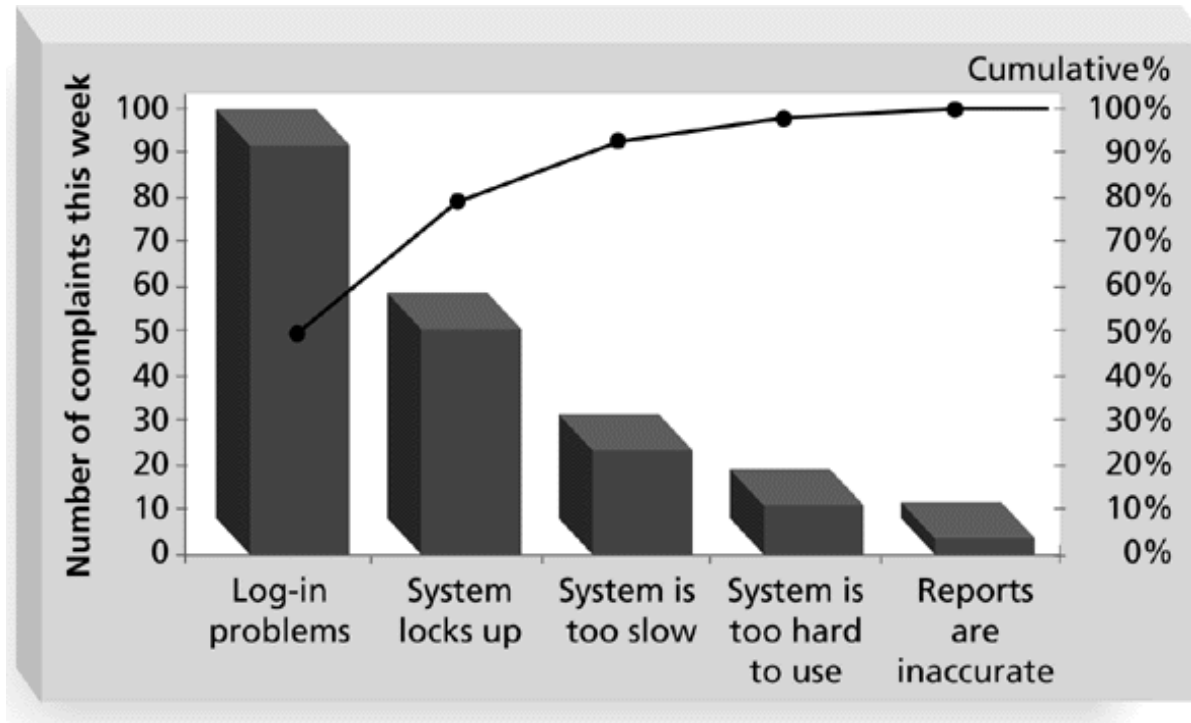 Cumulative%
Number of complaints this week
100
90
80
70
60
50
40
30
20
10
0
100%
90%
80%
70%
60%
50%
40%
30%
20%
10%
0%
Log-in
problems
System
locks up
System is
too slow
System is
too hard
to use
Reports
are
inaccurate